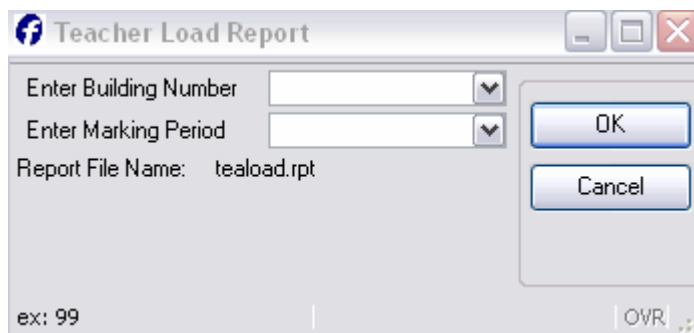 Teacher Load Report
Enter Building Number
Enter Marking Period
OK
Report File Name: teaload.rpt
Cancel
ex: 99
OVR